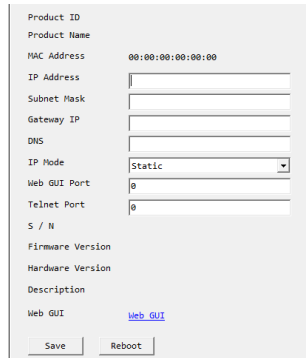 Product ID
Product Name
MAC Address 00:00:00:00:00:00
IP Address
Subnet Mask
Gateway IP
DNS
IP Mode Static
Web GUI Port 0
Telnet Port 0
S / N
Firmware Version
Hardware Version
Description
Web GUI Web GUI
Save Reboot